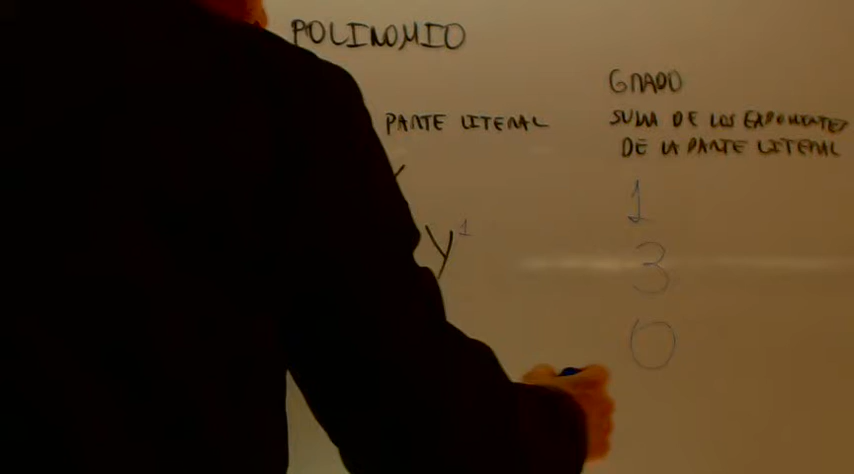 POLINOMIO
GRADO
PARTE LITERAL
SUMA DE LOS EXPONENTES
DE LA PARTE LITERAL
1
y¹
3
0